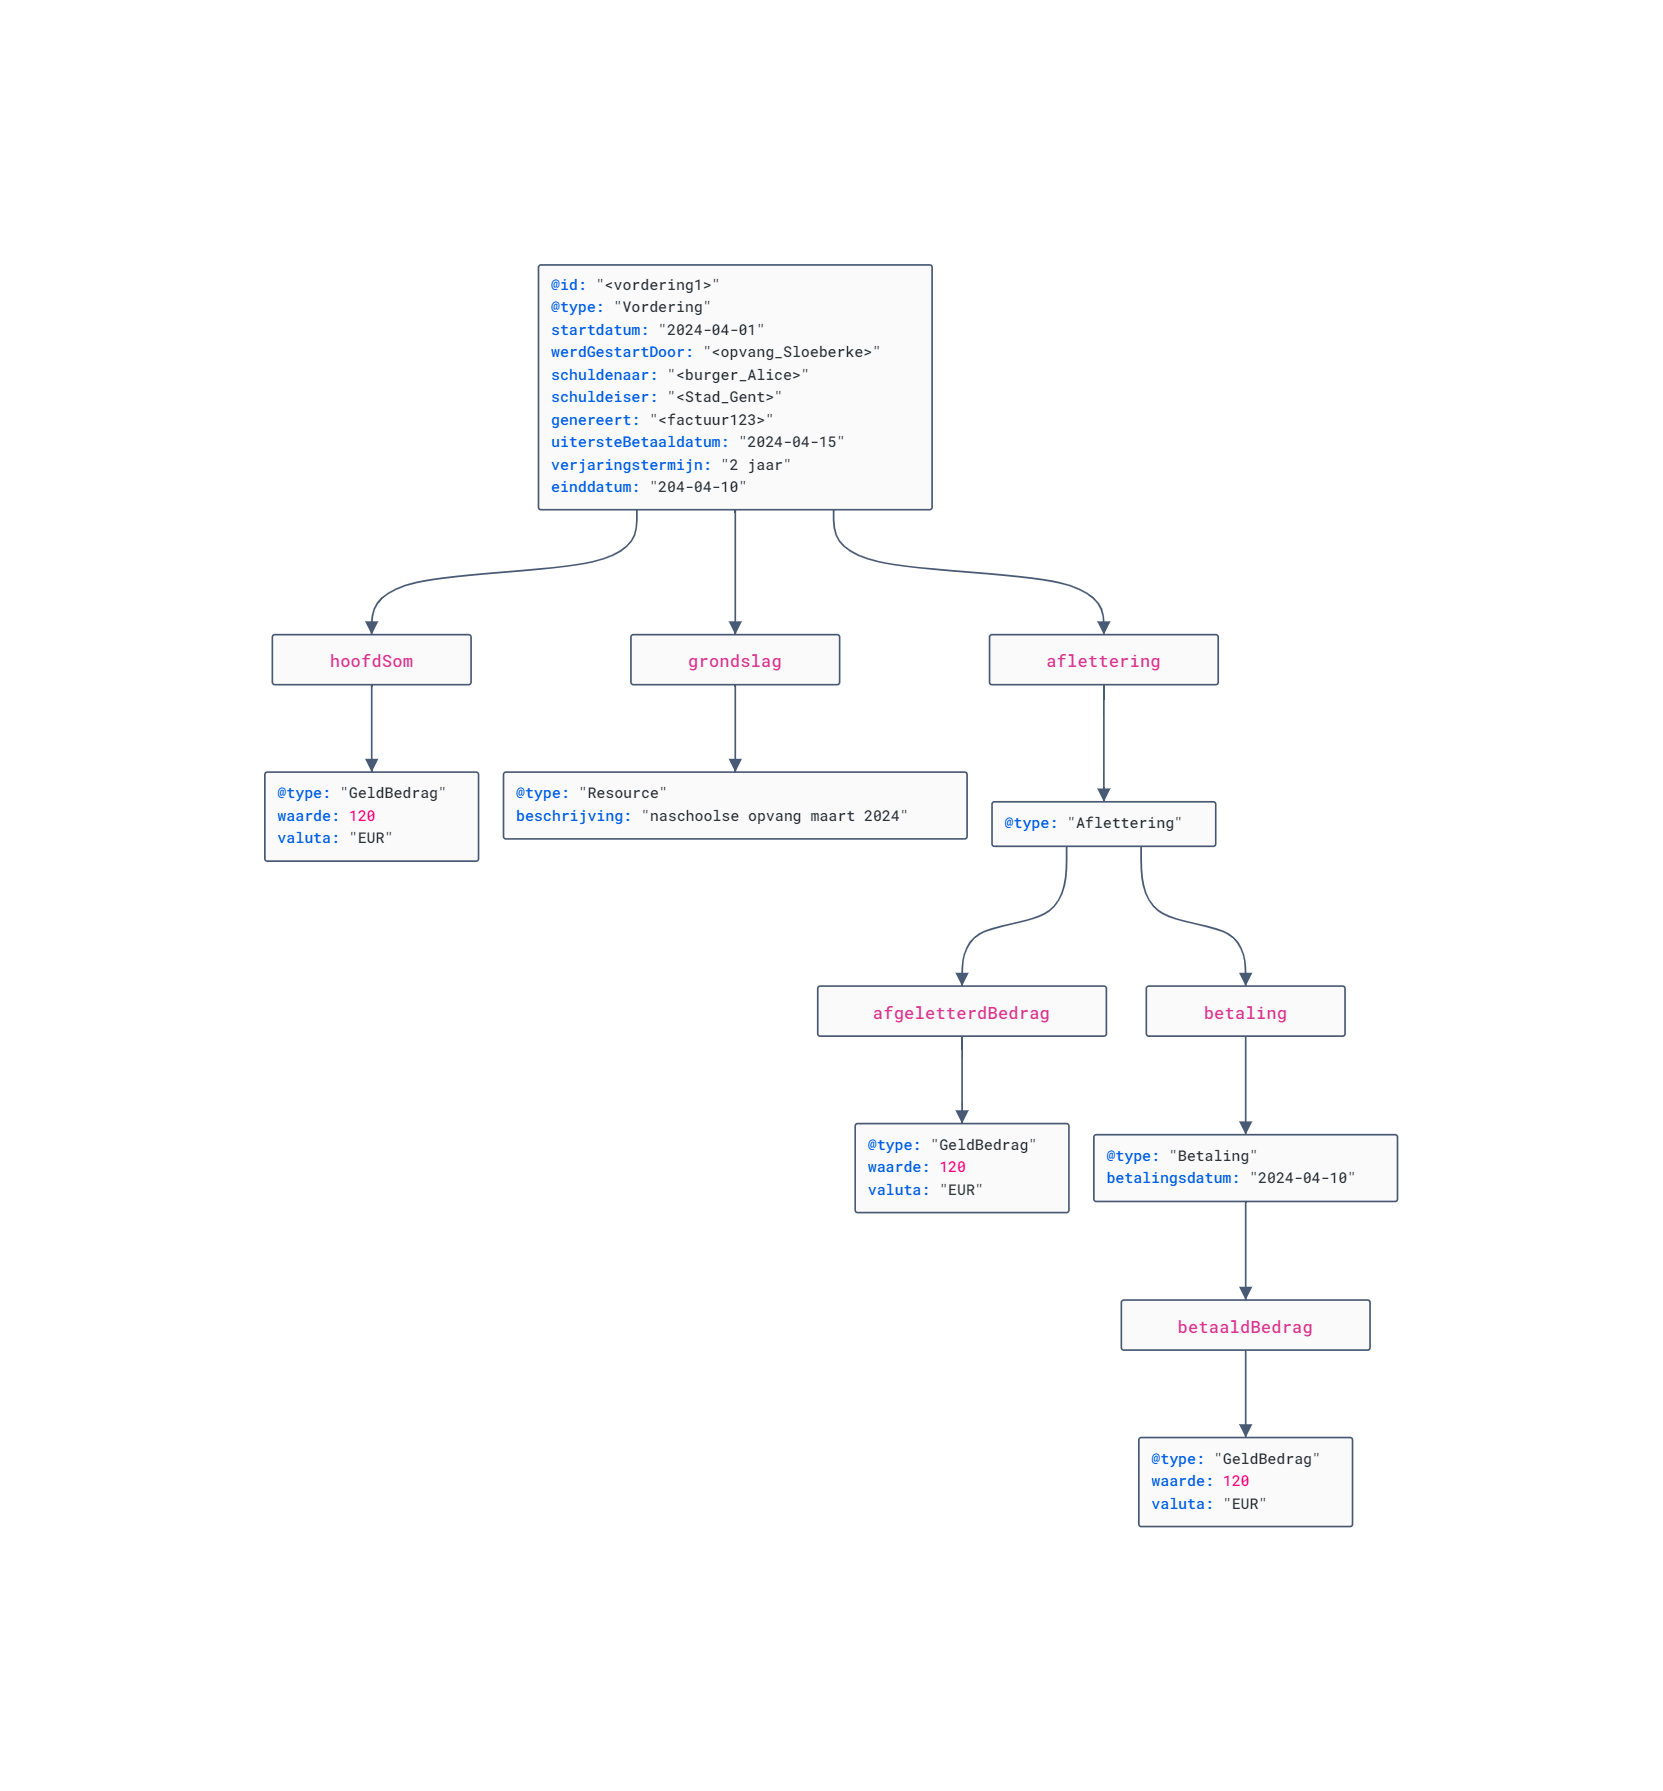 @id: "<vordering1>"
@type: "Vordering"
startdatum: "2024-04-01"
werdGestartDoor: "<opvang_Sloeberke>"
schuldenaar: "<burger_Alice>"
schuldeiser: "<Stad_Gent>"
genereert: "<factuur123>"
uitersteBetaaldatum: "2024-04-15"
verjaringstermijn: "2 jaar"
einddatum: "204-04-10"
hoofdSom
grondslag
aflettering
@type: "GeldBedrag"
waarde: 120
valuta: "EUR"
@type: "Resource"
beschrijving: "naschoolse opvang maart 2024"
@type: "Aflettering"
afgeletterdBedrag
betaling
@type: "GeldBedrag"
waarde: 120
valuta: "EUR"
@type: "Betaling"
betalingsdatum: "2024-04-10"
betaaldBedrag
@type: "GeldBedrag"
waarde: 120
valuta: "EUR"